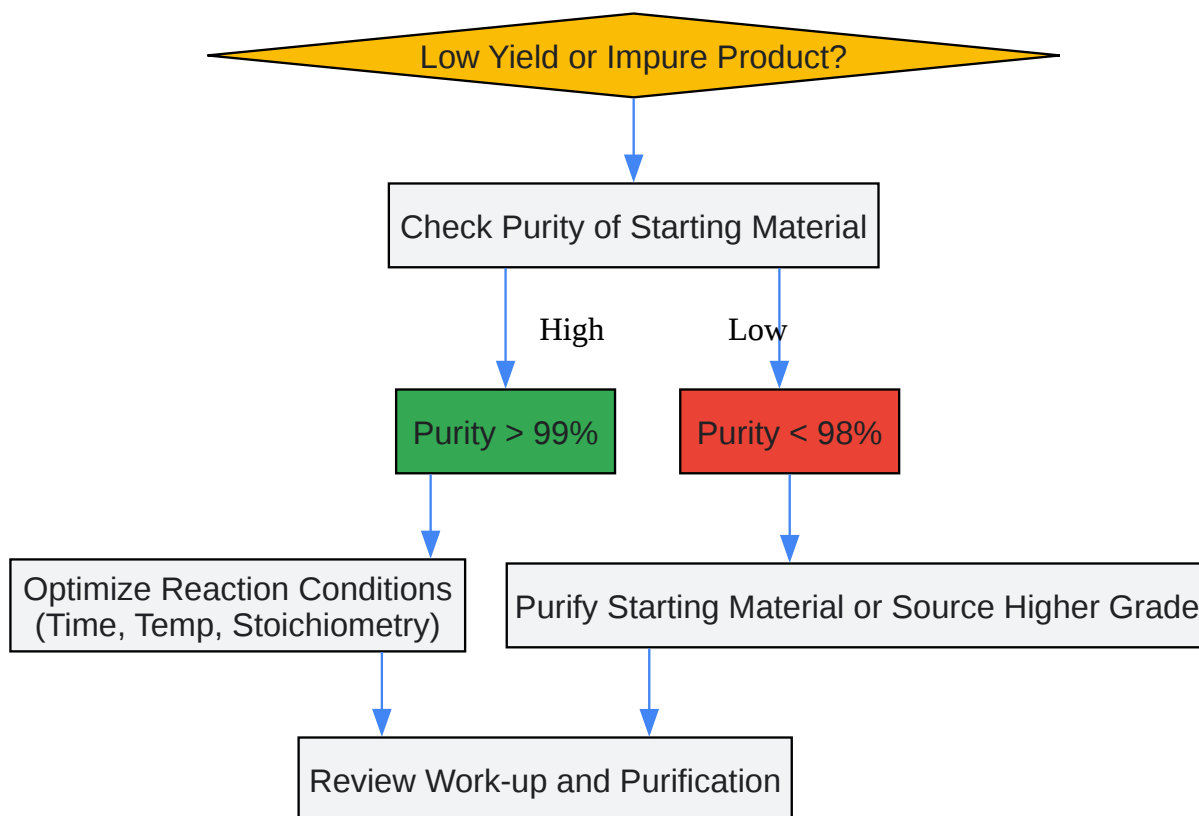 Low Yield or Impure Product?
Check Purity of Starting Material
High
Low
Purity > 99%
Purity < 98%
Optimize Reaction Conditions
(Time, Temp, Stoichiometry)
Purify Starting Material or Source Higher Grade
Review Work-up and Purification